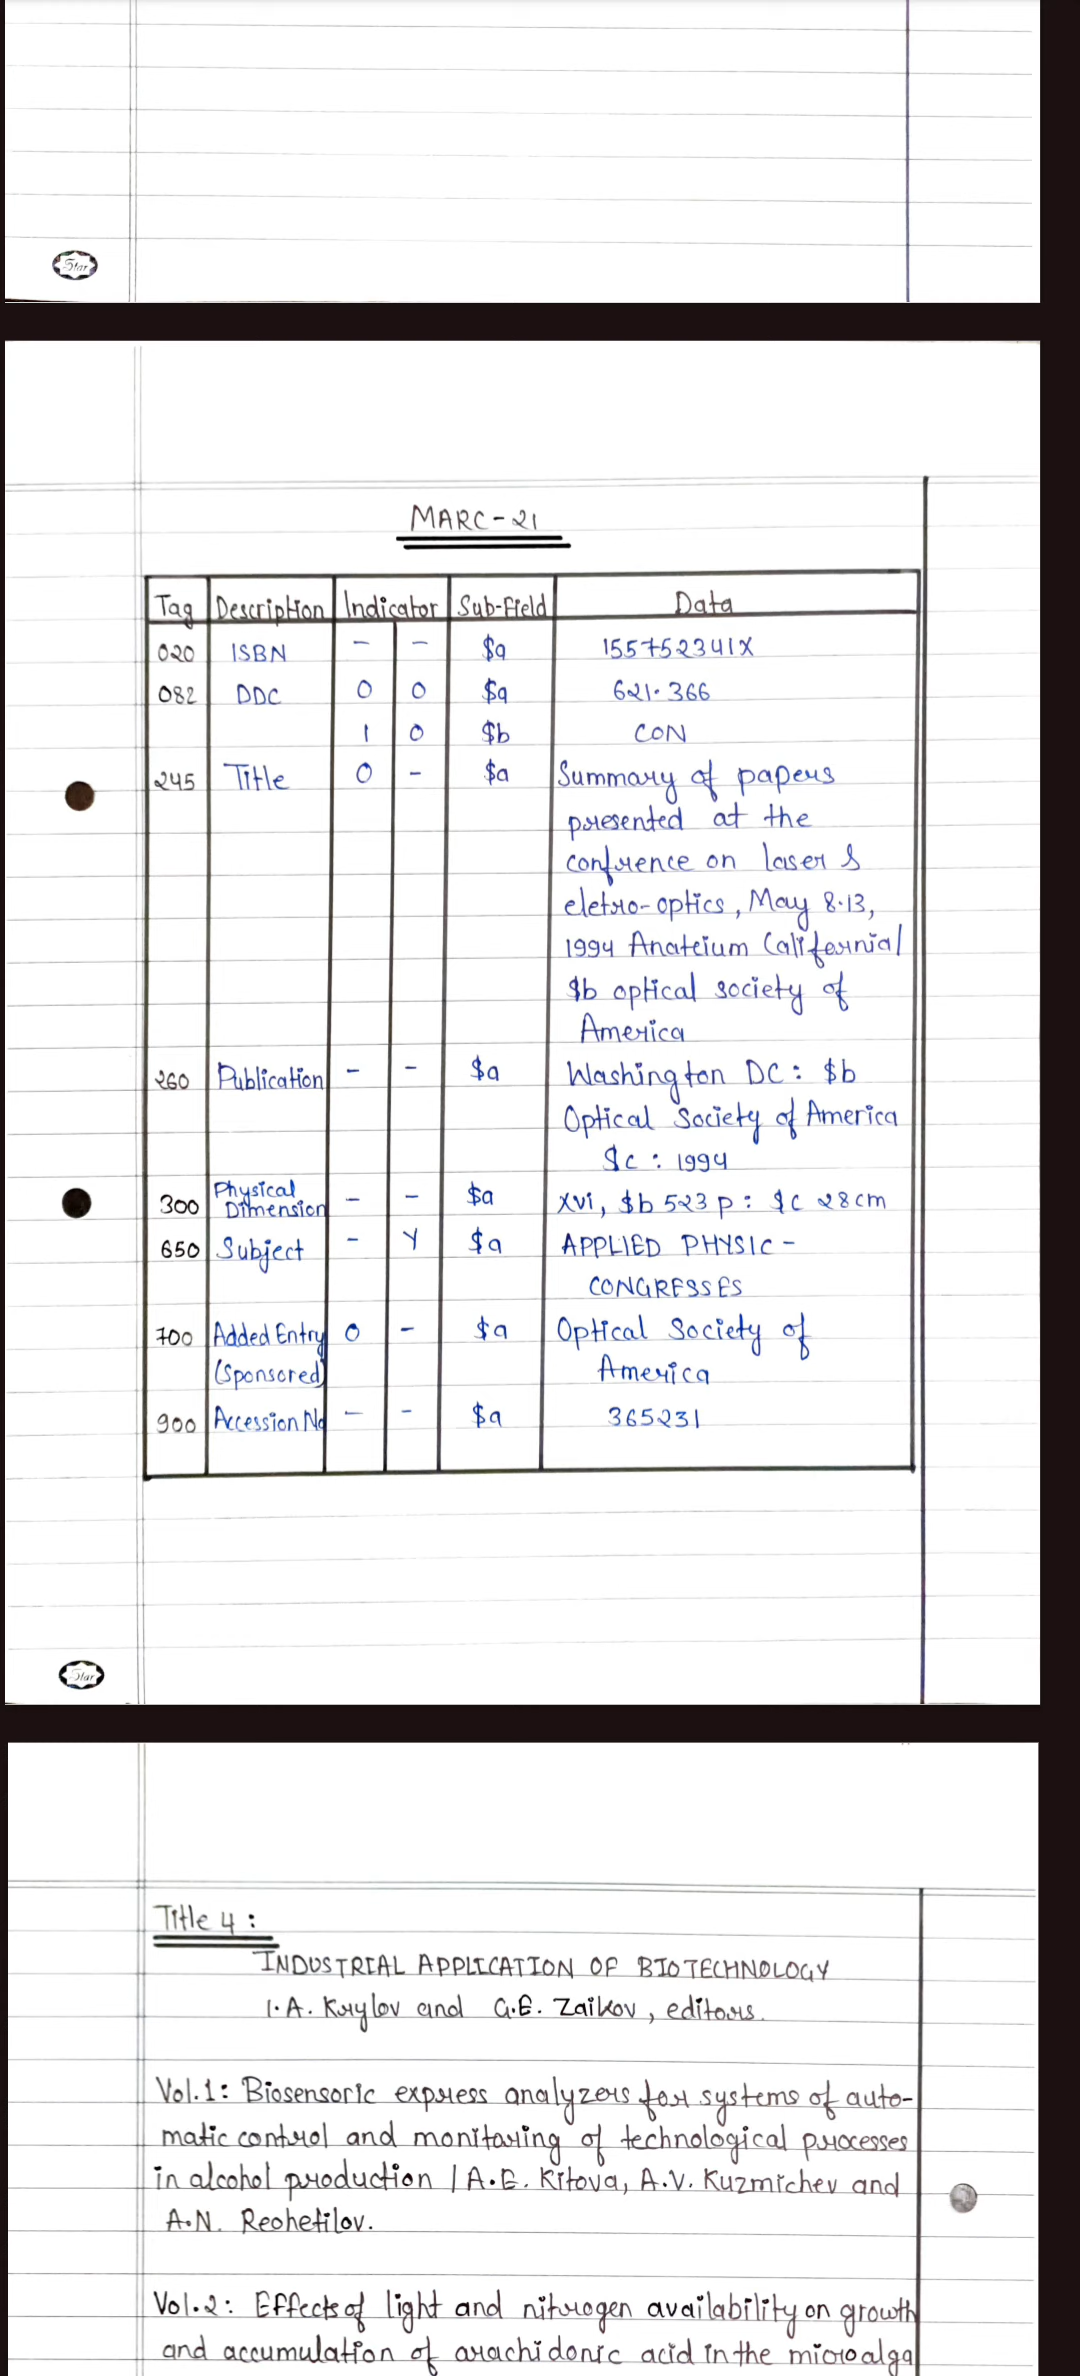 Star
MARC-21
Tag Description Indicator Sub-Field Data
020 ISBN - - $a 155752341X
082 DDC 0 0 $a 621.366
1 0 $b CON
245 Title 0 - $a Summary of papers
presented at the
confrence on laser &
eletro-optics, May 8-13,
1994 Anateium California/
$b optical society of
America
260 Publication - - $a Washington DC: $b
Optical Society of America
$c : 1994
300 Physical Dimension - - $a xvi, $b 523 p : $c 28cm
650 Subject - Y $a APPLIED PHYSIC -
CONGRESSES
700 Added Entry 0 - $a Optical Society of
(Sponsored) America
900 Accession No - - $a 365231
Star
Title 4 :
INDUSTRIAL APPLICATION OF BIOTECHNOLOGY
I.A. Krylov and G.E. Zaikov, editors.
Vol.1: Biosensoric express analyzers for systems of auto-
matic control and monitoring of technological processes
in alcohol production / A.E. Kitova, A.V. Kuzmichev and
A.N. Reohetilov.
Vol.2: Effects of light and nitrogen availability on growth
and accumulation of arachidonic acid in the microalga